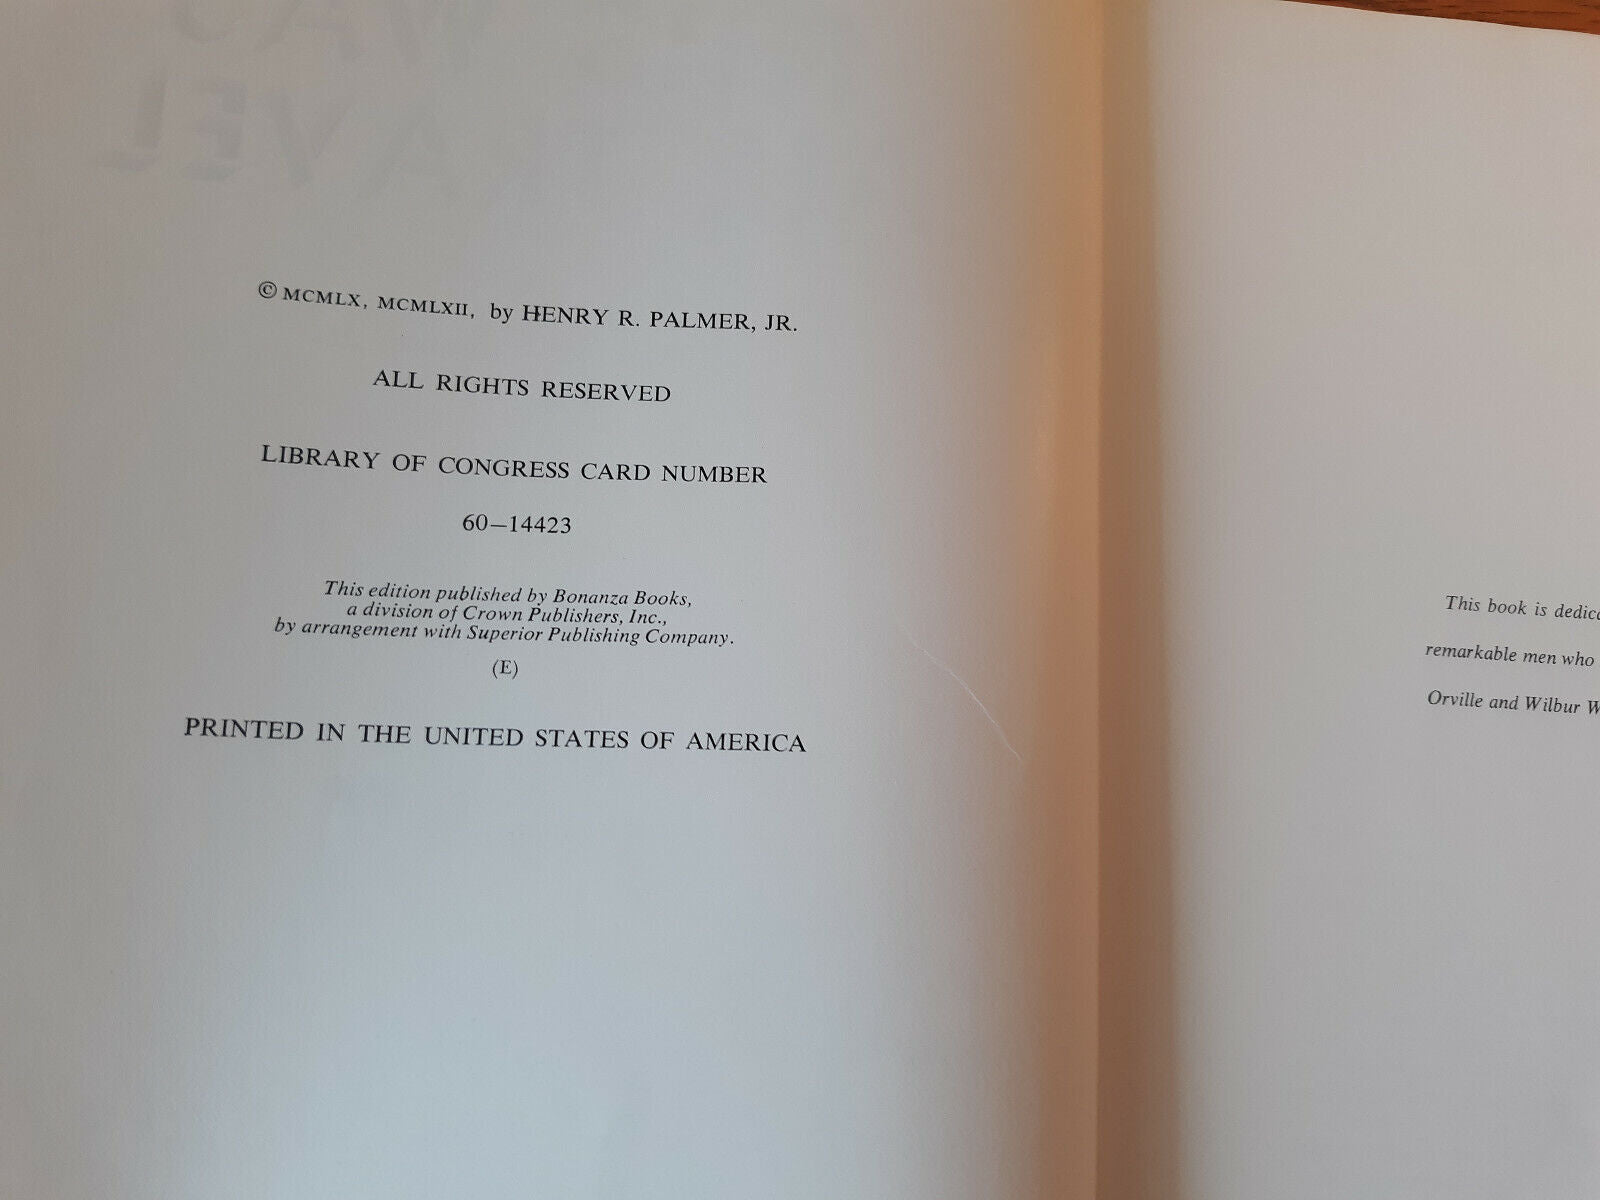 © MCMLX, MCMLXII, by HENRY R. PALMER, JR.
ALL RIGHTS RESERVED
LIBRARY OF CONGRESS CARD NUMBER
60—14423
This edition published by Bonanza Books,
a division of Crown Publishers, Inc.,
by arrangement with Superior Publishing Company.
(E)
PRINTED IN THE UNITED STATES OF AMERICA
This book is dedica
remarkable men who
Orville and Wilbur W